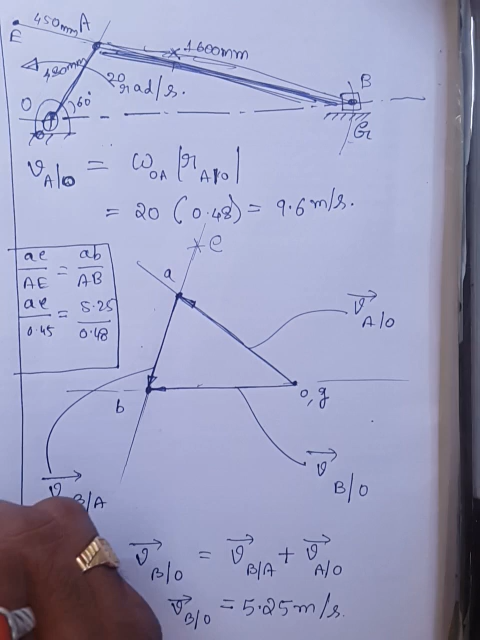 450mm A
E
1600mm
480mm
20 rad/s.
B
O
60°
G
V_A/O = ω_OA |r_A/O|
= 20 (0.48) = 9.6 m/s.
ae/AE = ab/AB
ae/0.45 = 5.25/0.48
e
a
V_A/O
b
o, g
V_B/O
V_B/A
V_B/O = V_B/A + V_A/O
V_B/O = 5.25 m/s.